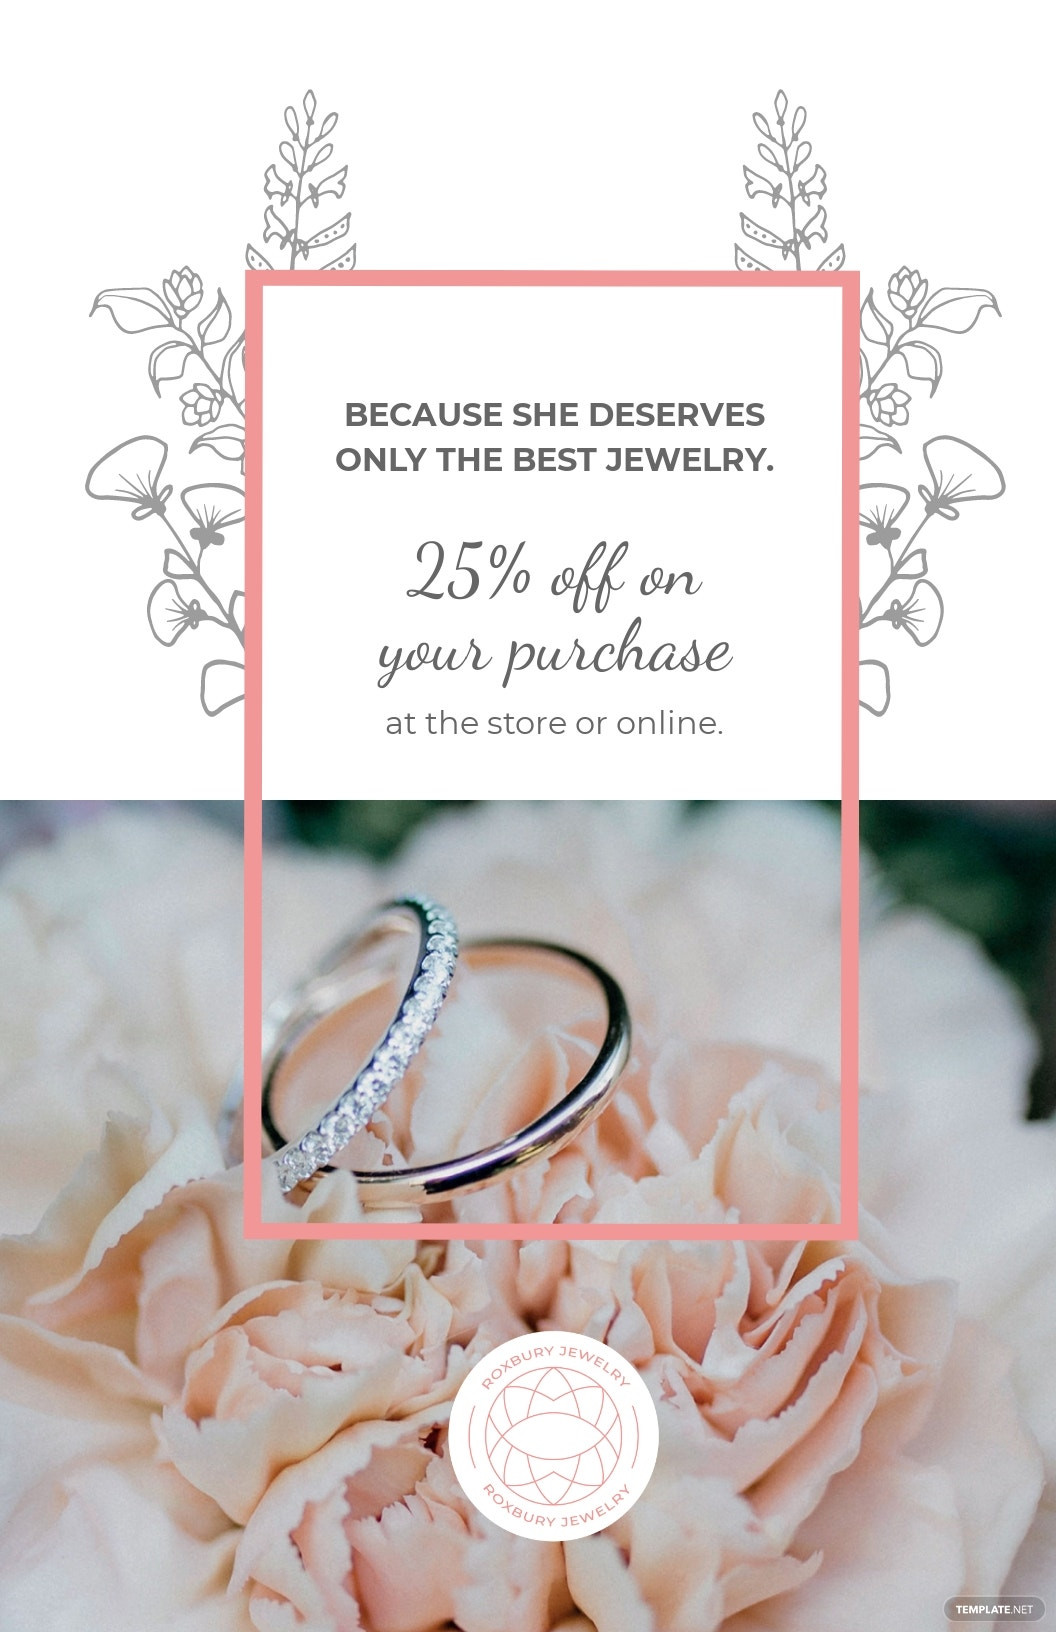 BECAUSE SHE DESERVES
ONLY THE BEST JEWELRY.
25% off on
your purchase
at the store or online.
ROXBURY JEWELRY
ROXBURY JEWELRY
TEMPLATE.NET